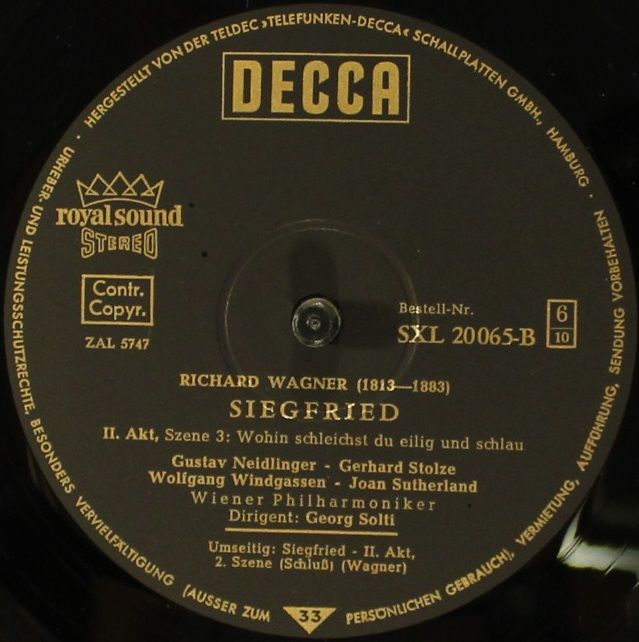 · HERGESTELLT VON DER TELDEC »TELEFUNKEN-DECCA« SCHALLPLATTEN GMBH., HAMBURG ·
DECCA
royal sound
STEREO
Contr.
Copyr.
ZAL 5747
Bestell-Nr.
SXL 20065-B
6
10
RICHARD WAGNER (1813—1883)
SIEGFRIED
II. Akt, Szene 3: Wohin schleichst du eilig und schlau
Gustav Neidlinger - Gerhard Stolze
Wolfgang Windgassen - Joan Sutherland
Wiener Philharmoniker
Dirigent: Georg Solti
Umseitig: Siegfried - II. Akt,
2. Szene (Schluß) (Wagner)
33
URHEBER- UND LEISTUNGSSCHUTZRECHTE, BESONDERS VERVIELFÄLTIGUNG (AUSSER ZUM PERSÖNLICHEN GEBRAUCH), VERMIETUNG, AUFFÜHRUNG, SENDUNG VORBEHALTEN